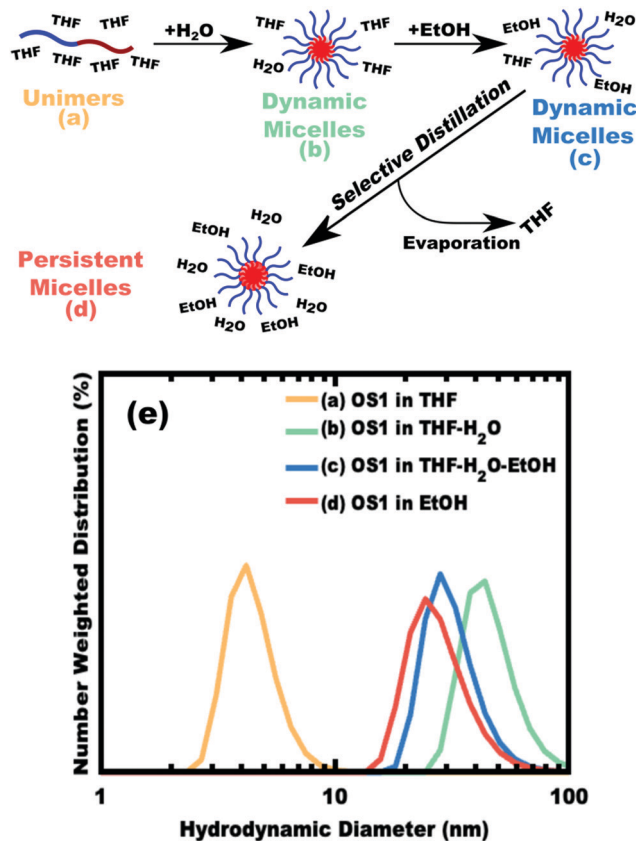 THF THF
THF THF THF THF
Unimers
(a)
+H₂O
THF THF
H₂O THF
Dynamic
Micelles
(b)
+EtOH
EtOH H₂O
THF EtOH
Dynamic
Micelles
(c)
Selective Distillation
Evaporation
THF
Persistent
Micelles
(d)
EtOH H₂O
H₂O EtOH
EtOH H₂O
H₂O EtOH
(e)
(a) OS1 in THF
(b) OS1 in THF-H₂O
(c) OS1 in THF-H₂O-EtOH
(d) OS1 in EtOH
Number Weighted Distribution (%)
1 10 100
Hydrodynamic Diameter (nm)